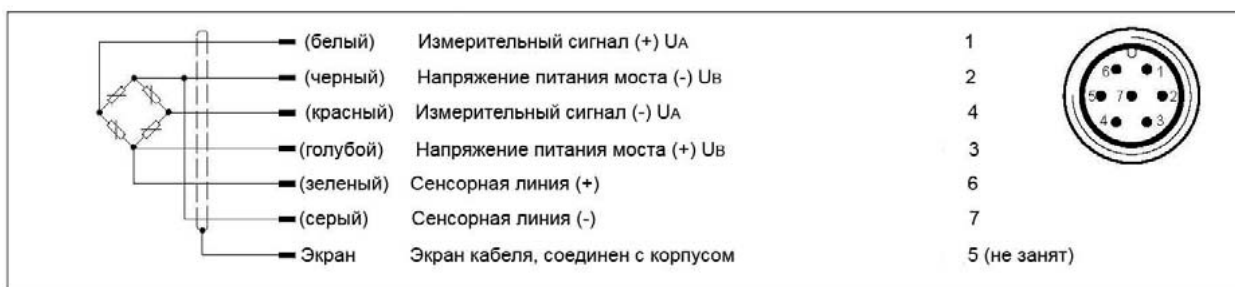 (белый) Измерительный сигнал (+) UA 1
(черный) Напряжение питания моста (-) UB 2
(красный) Измерительный сигнал (-) UA 4
(голубой) Напряжение питания моста (+) UB 3
(зеленый) Сенсорная линия (+) 6
(серый) Сенсорная линия (-) 7
Экран Экран кабеля, соединен с корпусом 5 (не занят)
6 1
5 7 2
4 3